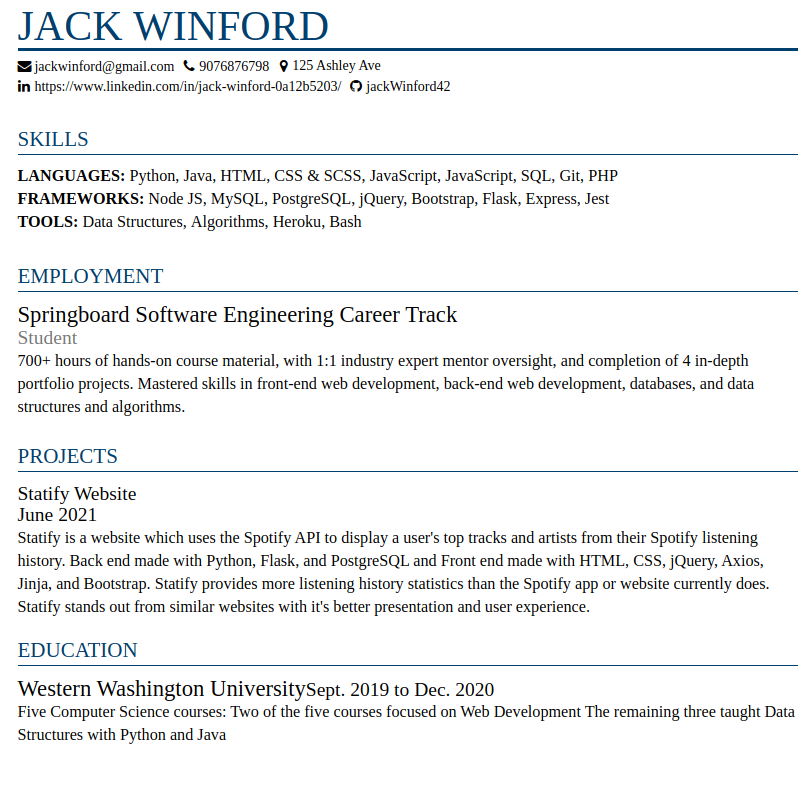 JACK WINFORD
jackwinford@gmail.com 9076876798 125 Ashley Ave
https://www.linkedin.com/in/jack-winford-0a12b5203/ jackWinford42
SKILLS
LANGUAGES: Python, Java, HTML, CSS & SCSS, JavaScript, JavaScript, SQL, Git, PHP
FRAMEWORKS: Node JS, MySQL, PostgreSQL, jQuery, Bootstrap, Flask, Express, Jest
TOOLS: Data Structures, Algorithms, Heroku, Bash
EMPLOYMENT
Springboard Software Engineering Career Track
Student
700+ hours of hands-on course material, with 1:1 industry expert mentor oversight, and completion of 4 in-depth
portfolio projects. Mastered skills in front-end web development, back-end web development, databases, and data
structures and algorithms.
PROJECTS
Statify Website
June 2021
Statify is a website which uses the Spotify API to display a user's top tracks and artists from their Spotify listening
history. Back end made with Python, Flask, and PostgreSQL and Front end made with HTML, CSS, jQuery, Axios,
Jinja, and Bootstrap. Statify provides more listening history statistics than the Spotify app or website currently does.
Statify stands out from similar websites with it's better presentation and user experience.
EDUCATION
Western Washington UniversitySept. 2019 to Dec. 2020
Five Computer Science courses: Two of the five courses focused on Web Development The remaining three taught Data
Structures with Python and Java